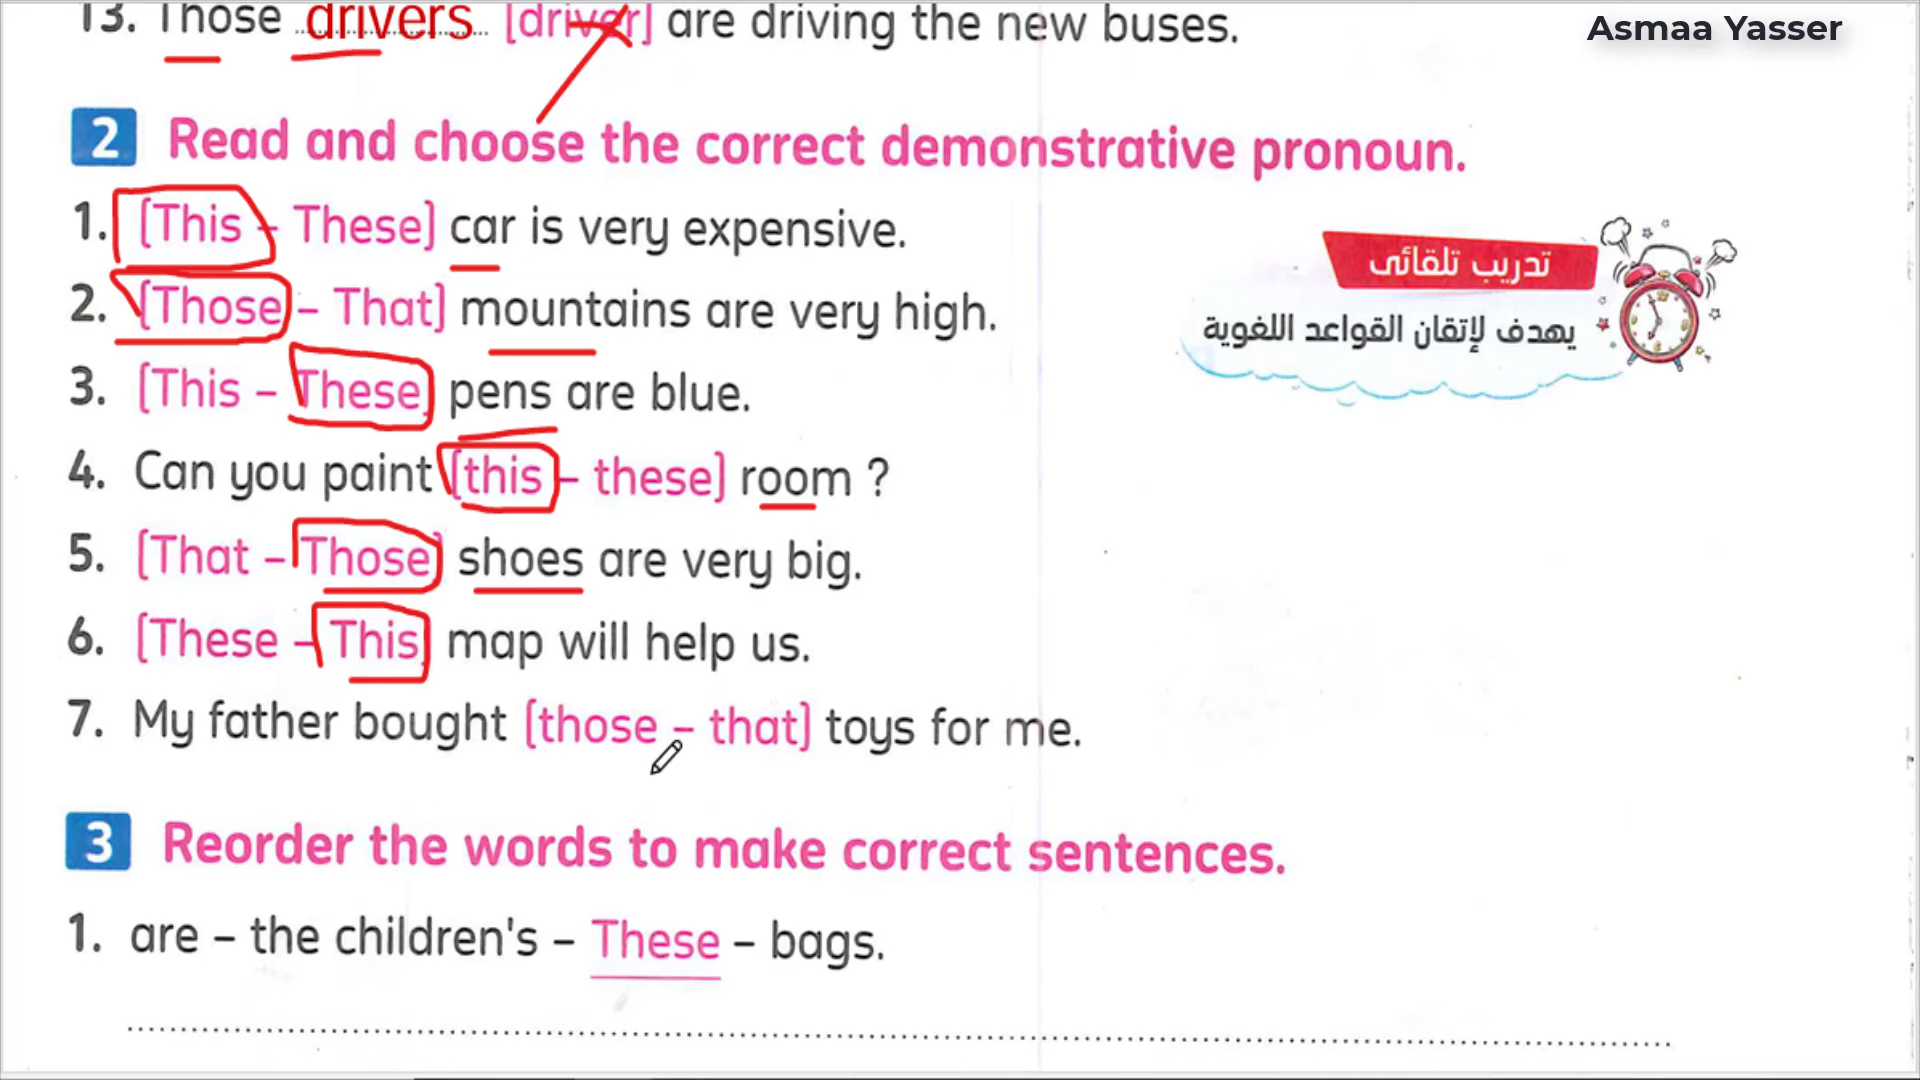 13. Those drivers [driver] are driving the new buses.
Asmaa Yasser
2 Read and choose the correct demonstrative pronoun.
1. [This – These] car is very expensive.
2. [Those – That] mountains are very high.
3. [This – These] pens are blue.
4. Can you paint [this – these] room ?
5. [That – Those] shoes are very big.
6. [These – This] map will help us.
7. My father bought [those – that] toys for me.
تدريب تلقائى
يهدف لإتقان القواعد اللغوية
3 Reorder the words to make correct sentences.
1. are – the children's – These – bags.